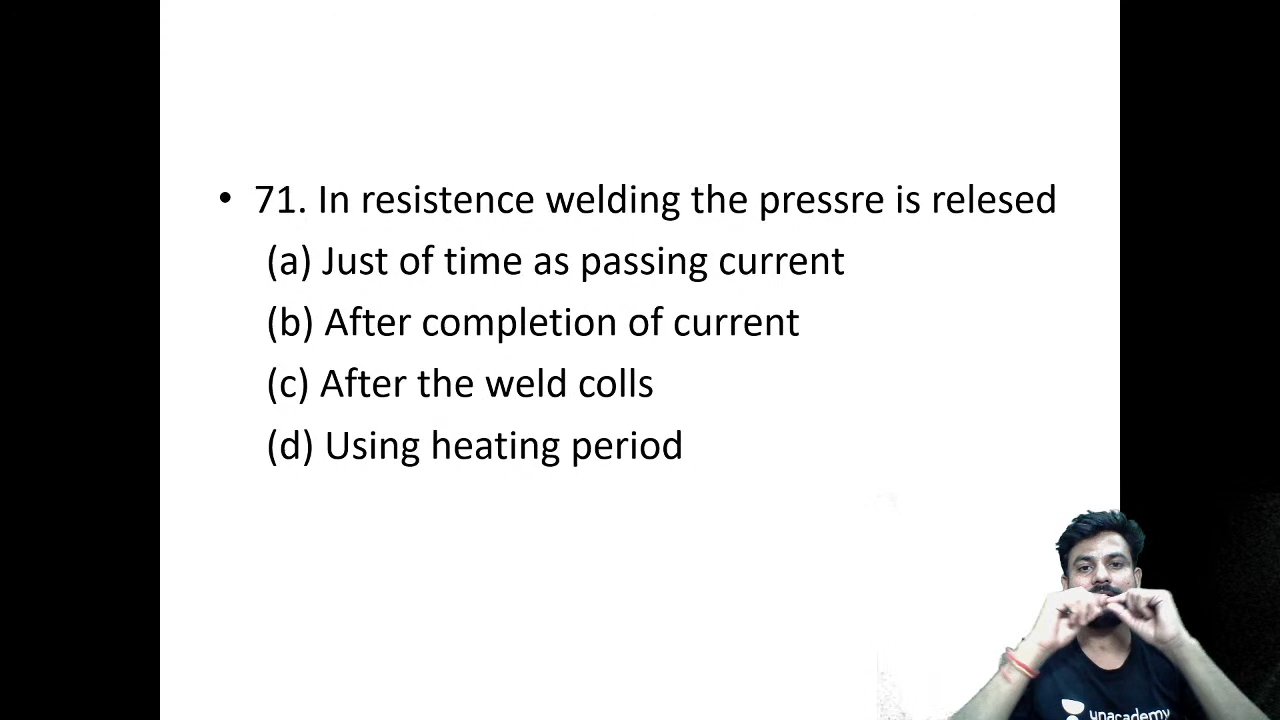 • 71. In resistence welding the pressre is relesed
(a) Just of time as passing current
(b) After completion of current
(c) After the weld colls
(d) Using heating period
unacademy